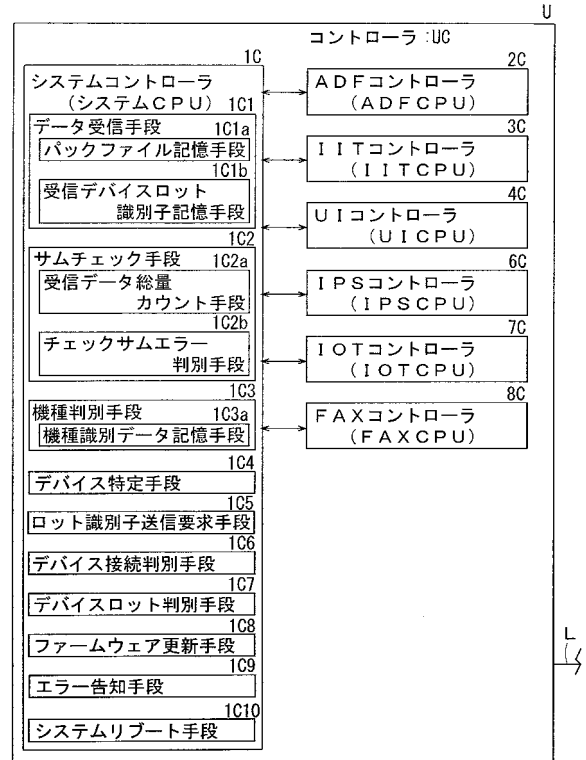 U
コントローラ:UC
1C
システムコントローラ
(システムCPU)
1C1
データ受信手段
1C1a
パックファイル記憶手段
1C1b
受信デバイスロット
識別子記憶手段
1C2
サムチェック手段
1C2a
受信データ総量
カウント手段
1C2b
チェックサムエラー
判別手段
1C3
機種判別手段
1C3a
機種識別データ記憶手段
1C4
デバイス特定手段
1C5
ロット識別子送信要求手段
1C6
デバイス接続判別手段
1C7
デバイスロット判別手段
1C8
ファームウェア更新手段
1C9
エラー告知手段
1C10
システムリブート手段
2C
ADFコントローラ
(ADFCPU)
3C
IITコントローラ
(IITCPU)
4C
UIコントローラ
(UICPU)
6C
IPSコントローラ
(IPSCPU)
7C
IOTコントローラ
(IOTCPU)
8C
FAXコントローラ
(FAXCPU)
L